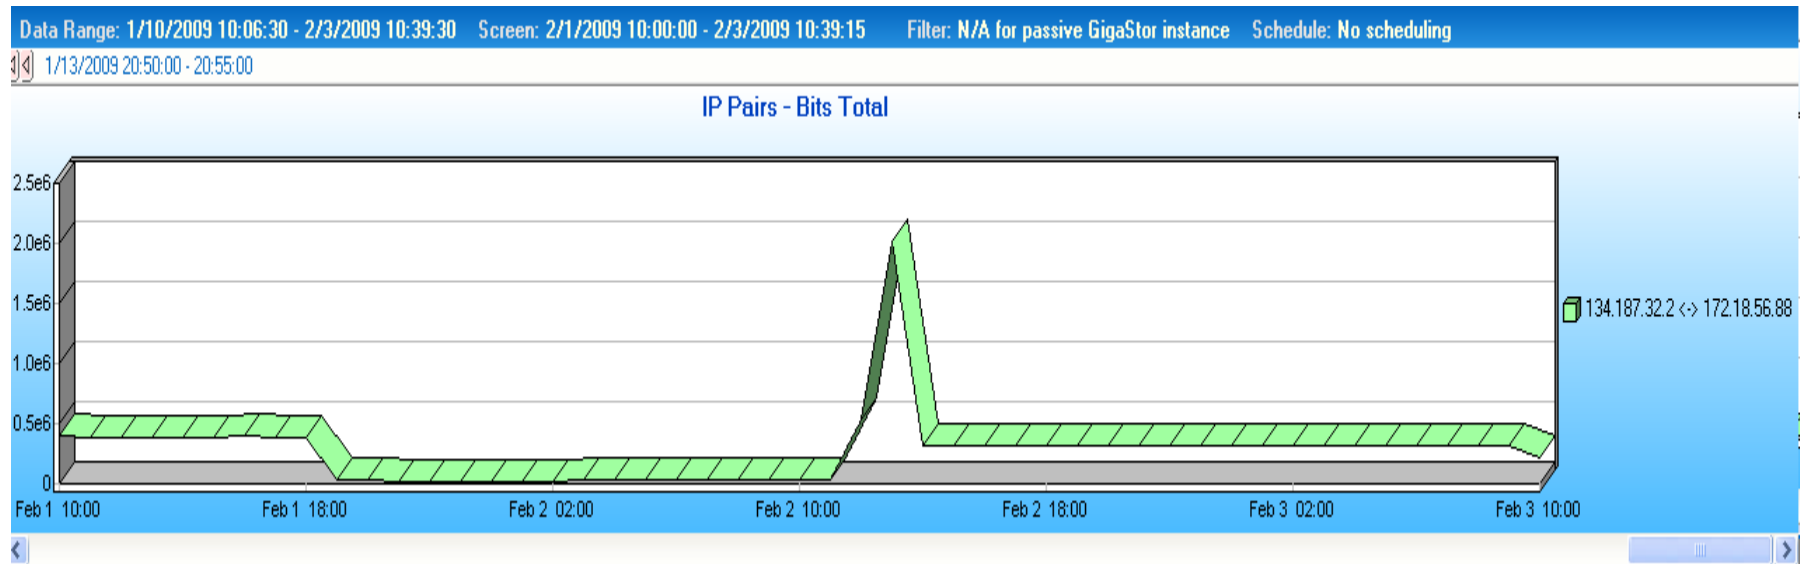 Data Range: 1/10/2009 10:06:30 - 2/3/2009 10:39:30 Screen: 2/1/2009 10:00:00 - 2/3/2009 10:39:15 Filter: N/A for passive GigaStor instance Schedule: No scheduling
1/13/2009 20:50:00 - 20:55:00
IP Pairs - Bits Total
2.5e6
2.0e6
1.5e6
1.0e6
0.5e6
0
134.187.32.2 <-> 172.18.56.88
Feb 1 10:00 Feb 1 18:00 Feb 2 02:00 Feb 2 10:00 Feb 2 18:00 Feb 3 02:00 Feb 3 10:00